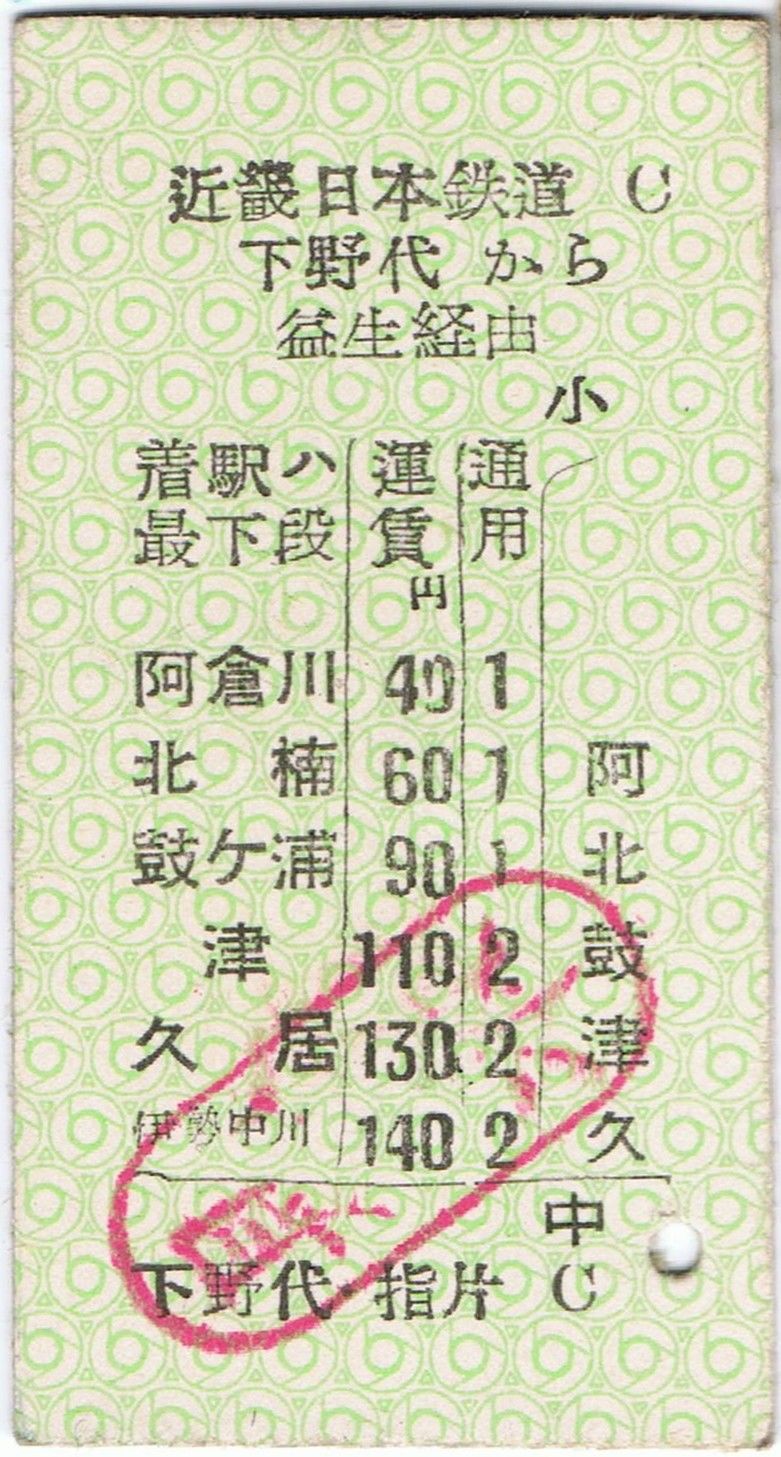 近畿日本鉄道 C
下野代から
益生経由
小
着駅ハ 運 通
最下段 賃 用
円
阿倉川 40 1
北楠 60 1 阿
鼓ケ浦 90 1 北
津 110 2 鼓
久居 130 2 津
伊勢中川 140 2 久
中
下野代・指片 C